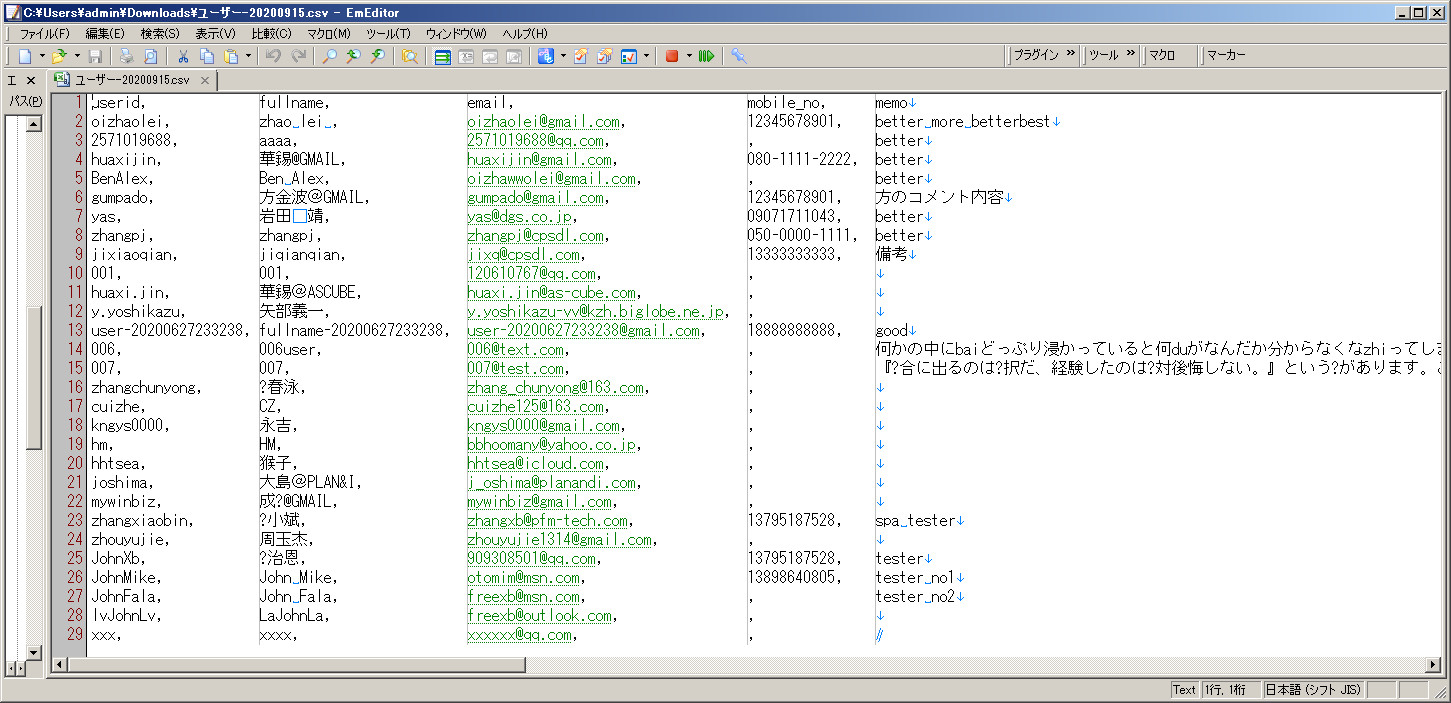 C:¥Users¥admin¥Downloads¥ユーザー-20200915.csv - EmEditor
ファイル(F) 編集(E) 検索(S) 表示(V) 比較(C) マクロ(M) ツール(T) ウィンドウ(W) ヘルプ(H)
プラグイン » ツール » マクロ マーカー
エ × ユーザー-20200915.csv ×
パス(P)
1 userid, fullname, email, mobile_no, memo↓
2 oizhaolei, zhao_lei_, oizhaolei@gmail.com, 12345678901, better_more_betterbest↓
3 2571019688, aaaa, 2571019688@qq.com, , better↓
4 huaxijin, 華錫@GMAIL, huaxijin@gmail.com, 080-1111-2222, better↓
5 BenAlex, Ben_Alex, oizhawwolei@gmail.com, , better↓
6 gumpado, 方金波@GMAIL, gumpado@gmail.com, 12345678901, 方のコメント内容↓
7 yas, 岩田□靖, yas@dgs.co.jp, 09071711043, better↓
8 zhangpj, zhangpj, zhangpj@cpsdl.com, 050-0000-1111, better↓
9 jixiaoqian, jiqianqian, jixq@cpsdl.com, 13333333333, 備考↓
10 001, 001, 120610767@qq.com, , ↓
11 huaxi.jin, 華錫@ASCUBE, huaxi.jin@as-cube.com, , ↓
12 y.yoshikazu, 矢部義一, y.yoshikazu-vv@kzh.biglobe.ne.jp, , ↓
13 user-20200627233238, fullname-20200627233238, user-20200627233238@gmail.com, 18888888888, good↓
14 006, 006user, 006@text.com, , 何かの中にbaiどっぷり浸かっていると何duがなんだか分からなくなzhiってしま
15 007, 007, 007@test.com, , 『?合に出るのは?択だ、経験したのは?対後悔しない。』という?があります。こ
16 zhangchunyong, ?春泳, zhang_chunyong@163.com, , ↓
17 cuizhe, CZ, cuizhe125@163.com, , ↓
18 kngys0000, 永吉, kngys0000@gmail.com, , ↓
19 hm, HM, bbhoomany@yahoo.co.jp, , ↓
20 hhtsea, 猴子, hhtsea@icloud.com, , ↓
21 joshima, 大島@PLAN&I, j_oshima@planandi.com, , ↓
22 mywinbiz, 成?@GMAIL, mywinbiz@gmail.com, , ↓
23 zhangxiaobin, ?小斌, zhangxb@pfm-tech.com, 13795187528, spa_tester↓
24 zhouyujie, 周玉杰, zhouyujie1314@gmail.com, , ↓
25 JohnXb, ?治恩, 909308501@qq.com, 13795187528, tester↓
26 JohnMike, John_Mike, otomim@msn.com, 13898640805, tester_no1↓
27 JohnFala, John_Fala, freexb@msn.com, , tester_no2↓
28 lvJohnLv, LaJohnLa, freexb@outlook.com, , ↓
29 xxx, xxxx, xxxxxx@qq.com, ,
Text 1行, 1桁 日本語 (シフト JIS)